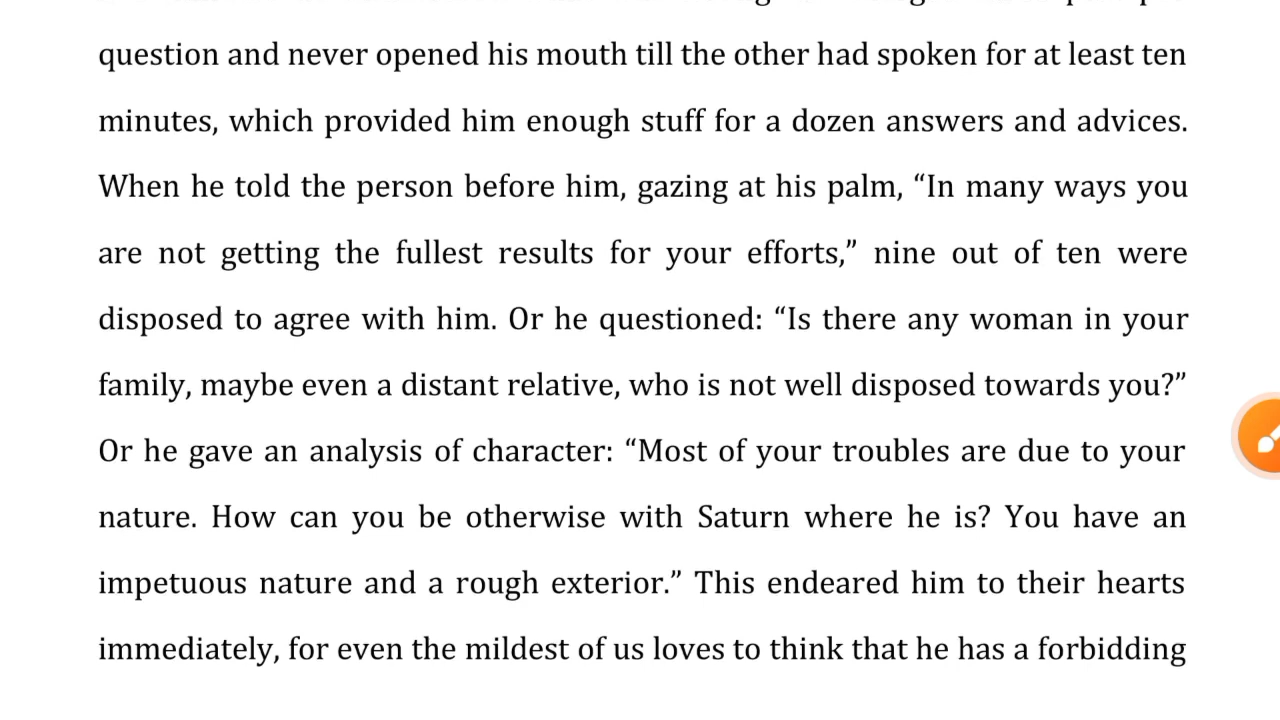 question and never opened his mouth till the other had spoken for at least ten
minutes, which provided him enough stuff for a dozen answers and advices.
When he told the person before him, gazing at his palm, “In many ways you
are not getting the fullest results for your efforts,” nine out of ten were
disposed to agree with him. Or he questioned: “Is there any woman in your
family, maybe even a distant relative, who is not well disposed towards you?”
Or he gave an analysis of character: “Most of your troubles are due to your
nature. How can you be otherwise with Saturn where he is? You have an
impetuous nature and a rough exterior.” This endeared him to their hearts
immediately, for even the mildest of us loves to think that he has a forbidding